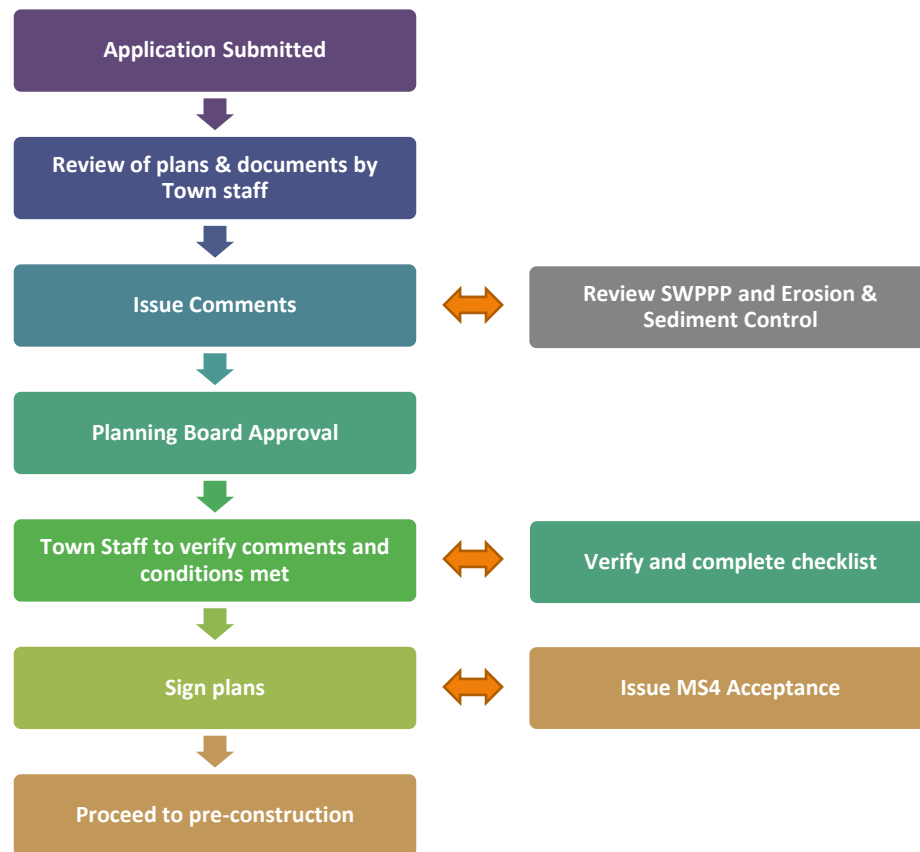 Application Submitted
Review of plans & documents by
Town staff
Issue Comments
Review SWPPP and Erosion &
Sediment Control
Planning Board Approval
Town Staff to verify comments and
conditions met
Verify and complete checklist
Sign plans
Issue MS4 Acceptance
Proceed to pre-construction